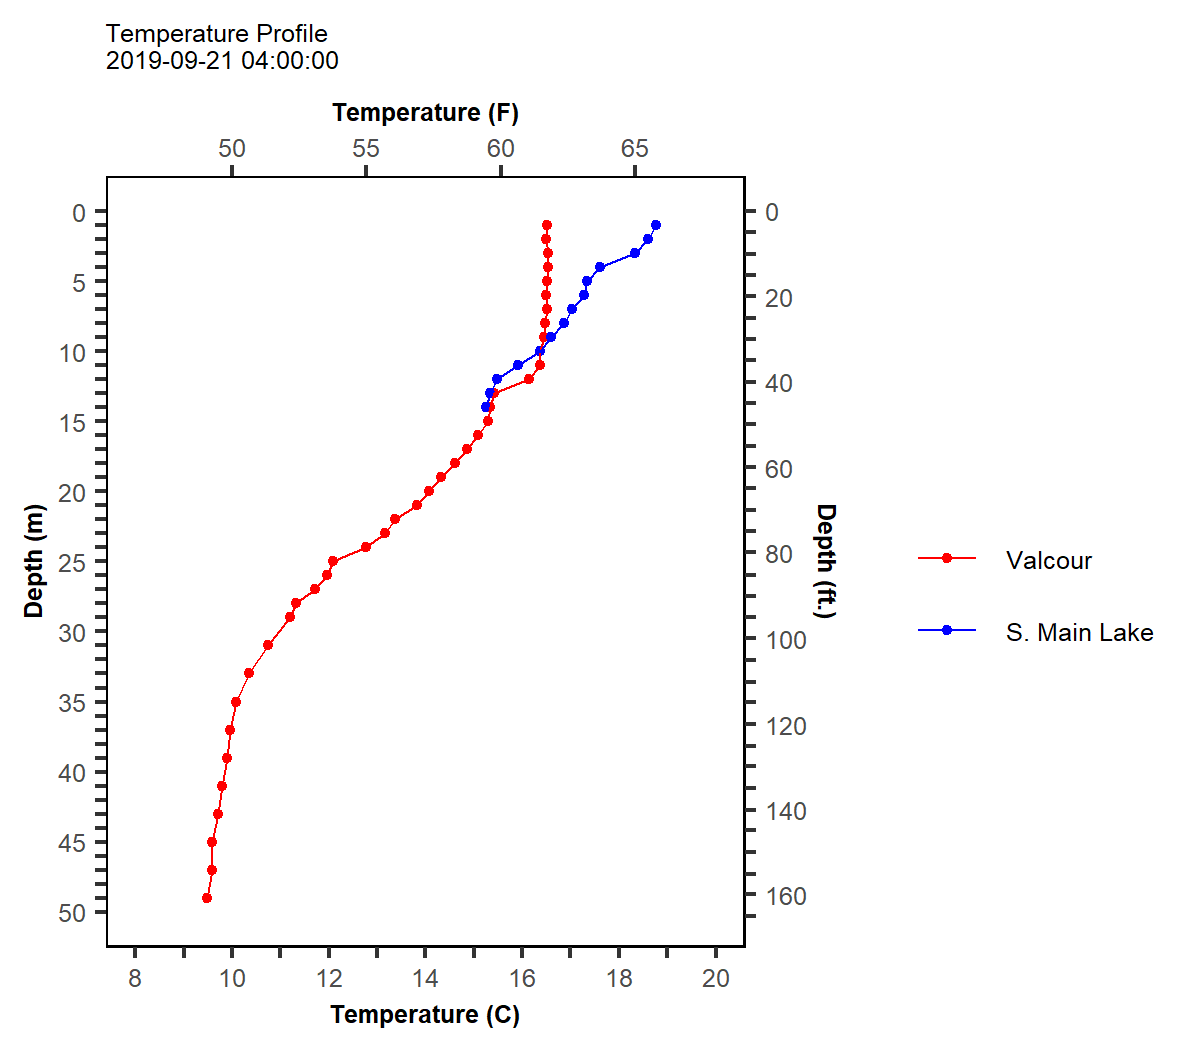 Temperature Profile
2019-09-21 04:00:00
Temperature (F)
50 55 60 65
0
5
10
15
20
25
30
35
40
45
50
Depth (m)
0
20
40
60
80
100
120
140
160
Depth (ft.)
Valcour
S. Main Lake
8 10 12 14 16 18 20
Temperature (C)